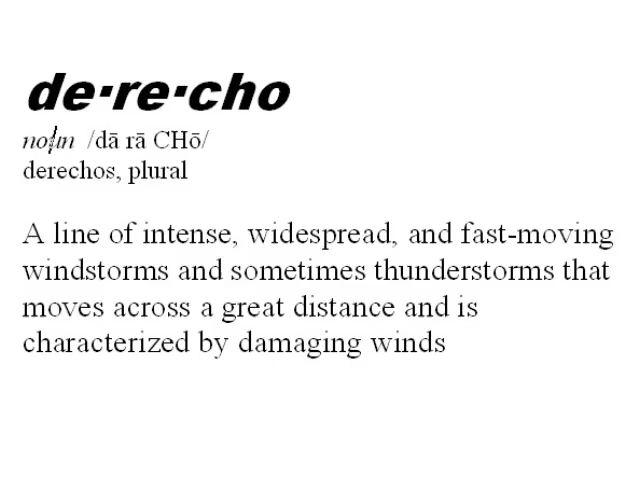 de·re·cho
noun /dā rā CHō/
derechos, plural
A line of intense, widespread, and fast-moving
windstorms and sometimes thunderstorms that
moves across a great distance and is
characterized by damaging winds